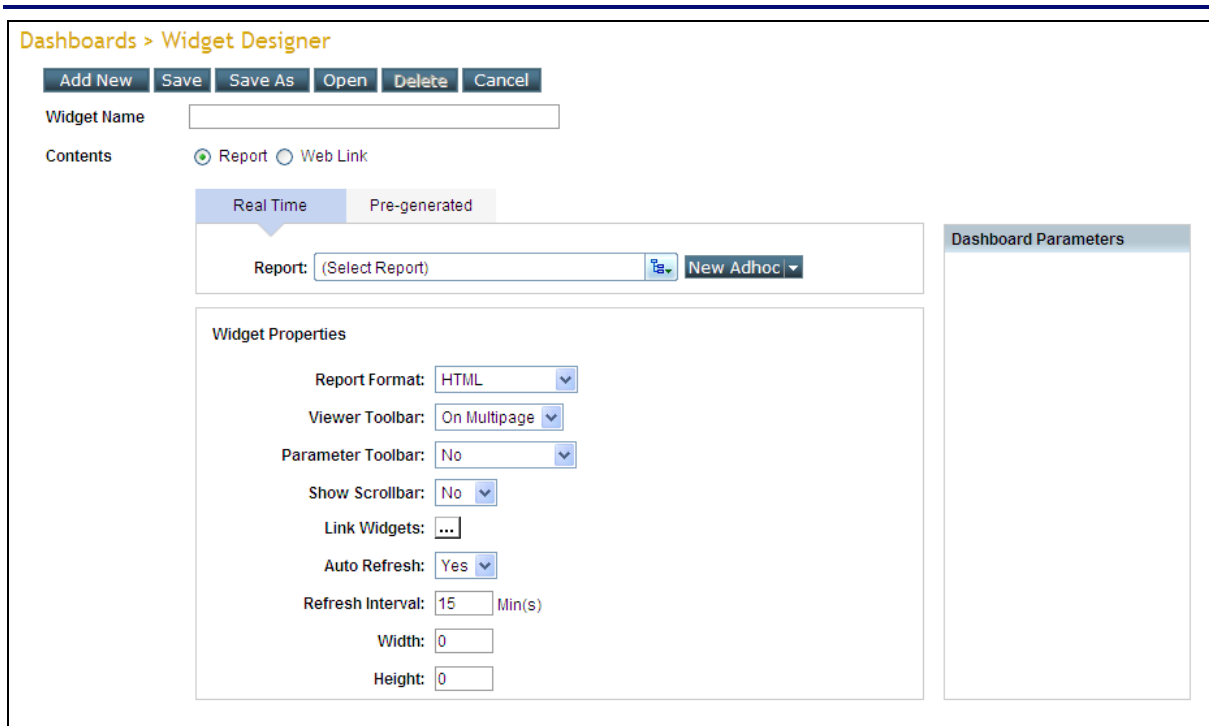 Dashboards > Widget Designer
Add New Save Save As Open Delete Cancel
Widget Name
Contents Report Web Link
Real Time Pre-generated
Dashboard Parameters
Report: (Select Report) New Adhoc
Widget Properties
Report Format: HTML
Viewer Toolbar: On Multipage
Parameter Toolbar: No
Show Scrollbar: No
Link Widgets: ...
Auto Refresh: Yes
Refresh Interval: 15 Min(s)
Width: 0
Height: 0